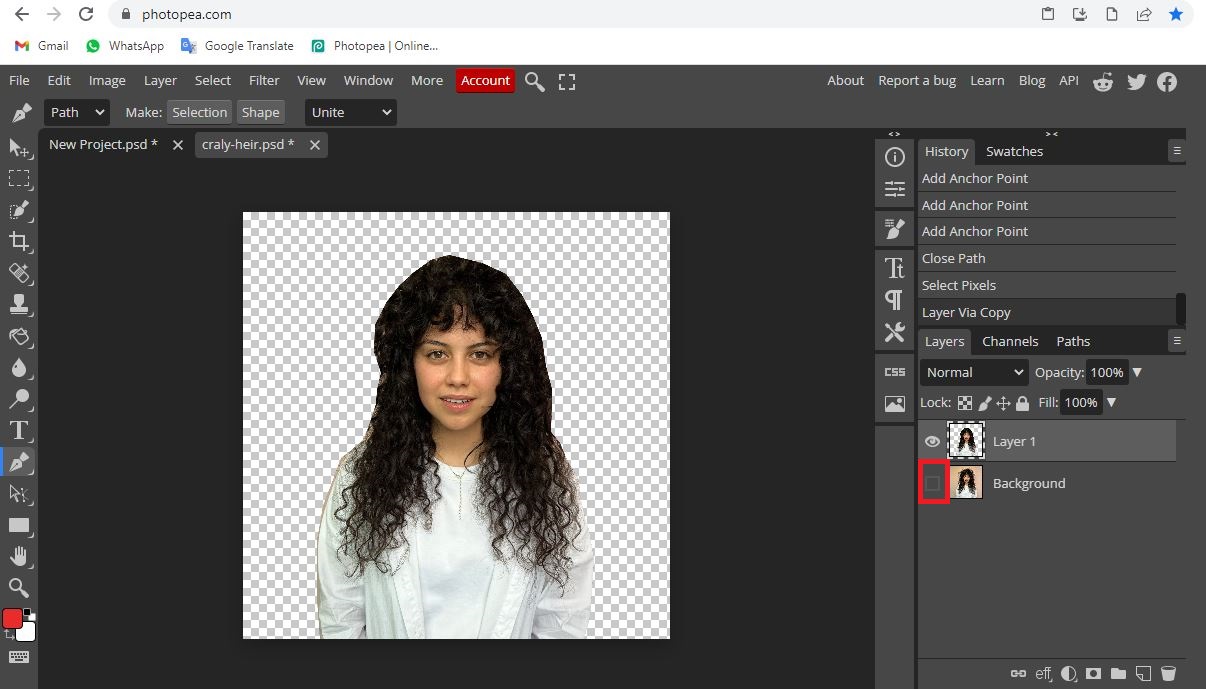 photopea.com
Gmail WhatsApp Google Translate Photopea | Online...
File Edit Image Layer Select Filter View Window More Account About Report a bug Learn Blog API
Path Make: Selection Shape Unite
New Project.psd * craly-heir.psd *
History Swatches
Add Anchor Point
Add Anchor Point
Add Anchor Point
Close Path
Select Pixels
Layer Via Copy
Layers Channels Paths
Normal Opacity: 100%
Lock: Fill: 100%
CSS
Layer 1
Background
eff